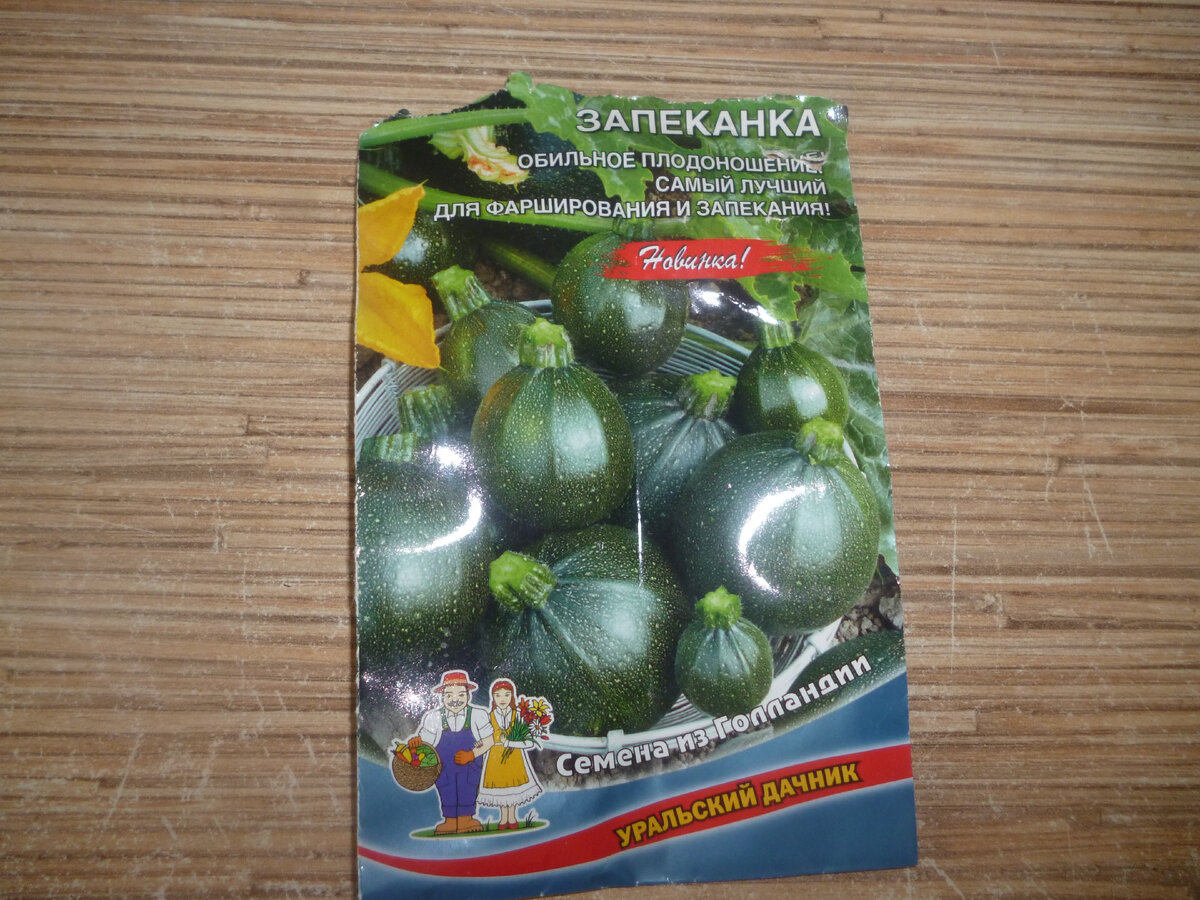 ЗАПЕКАНКА
ОБИЛЬНОЕ ПЛОДОНОШЕНИЕ!
САМЫЙ ЛУЧШИЙ
ДЛЯ ФАРШИРОВАНИЯ И ЗАПЕКАНИЯ!
Новинка!
Семена из Голландии
УРАЛЬСКИЙ ДАЧНИК